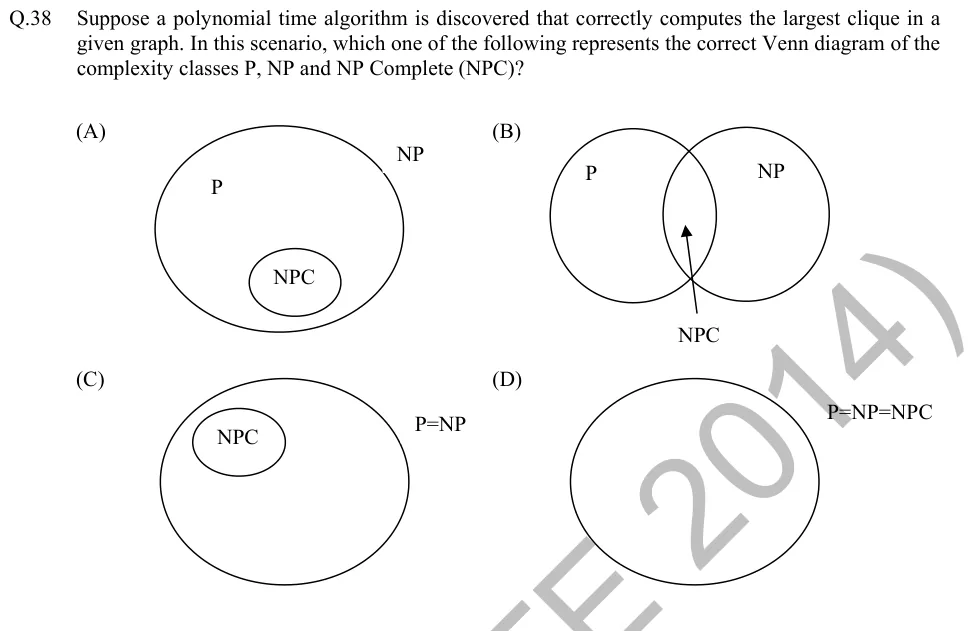 Q.38 Suppose a polynomial time algorithm is discovered that correctly computes the largest clique in a
given graph. In this scenario, which one of the following represents the correct Venn diagram of the
complexity classes P, NP and NP Complete (NPC)?
(A)
P
NP
NPC
(B)
P
NP
NPC
(C)
NPC
P=NP
(D)
P=NP=NPC
E 2014)